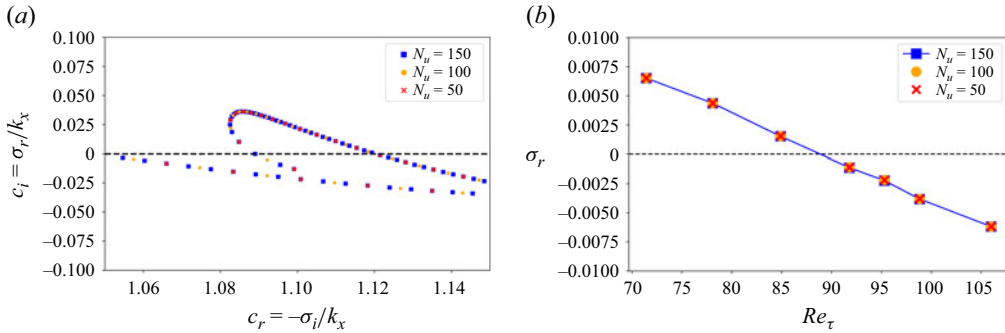 (a)
0.100
0.075
0.050
0.025
0
–0.025
–0.050
–0.075
–0.100
c_i = σ_r/k_x
1.06
1.08
1.10
1.12
1.14
c_r = –σ_i/k_x
N_u = 150
N_u = 100
N_u = 50
(b)
0.0100
0.0075
0.0050
0.0025
0
–0.0025
–0.0050
–0.0075
–0.0100
σ_r
70
75
80
85
90
95
100
105
Re_τ
N_u = 150
N_u = 100
N_u = 50